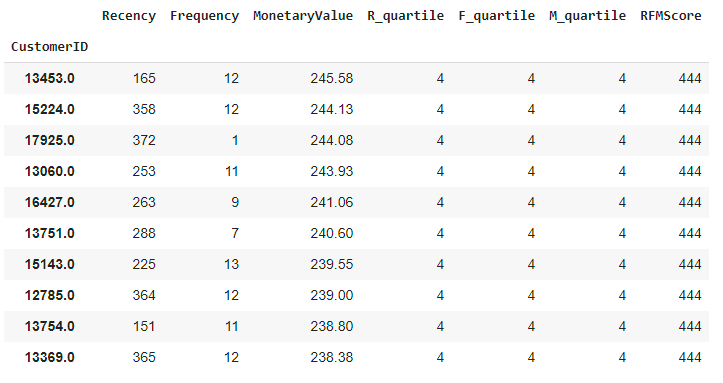 Recency Frequency MonetaryValue R_quartile F_quartile M_quartile RFMScore
CustomerID
13453.0 165 12 245.58 4 4 4 444
15224.0 358 12 244.13 4 4 4 444
17925.0 372 1 244.08 4 4 4 444
13060.0 253 11 243.93 4 4 4 444
16427.0 263 9 241.06 4 4 4 444
13751.0 288 7 240.60 4 4 4 444
15143.0 225 13 239.55 4 4 4 444
12785.0 364 12 239.00 4 4 4 444
13754.0 151 11 238.80 4 4 4 444
13369.0 365 12 238.38 4 4 4 444